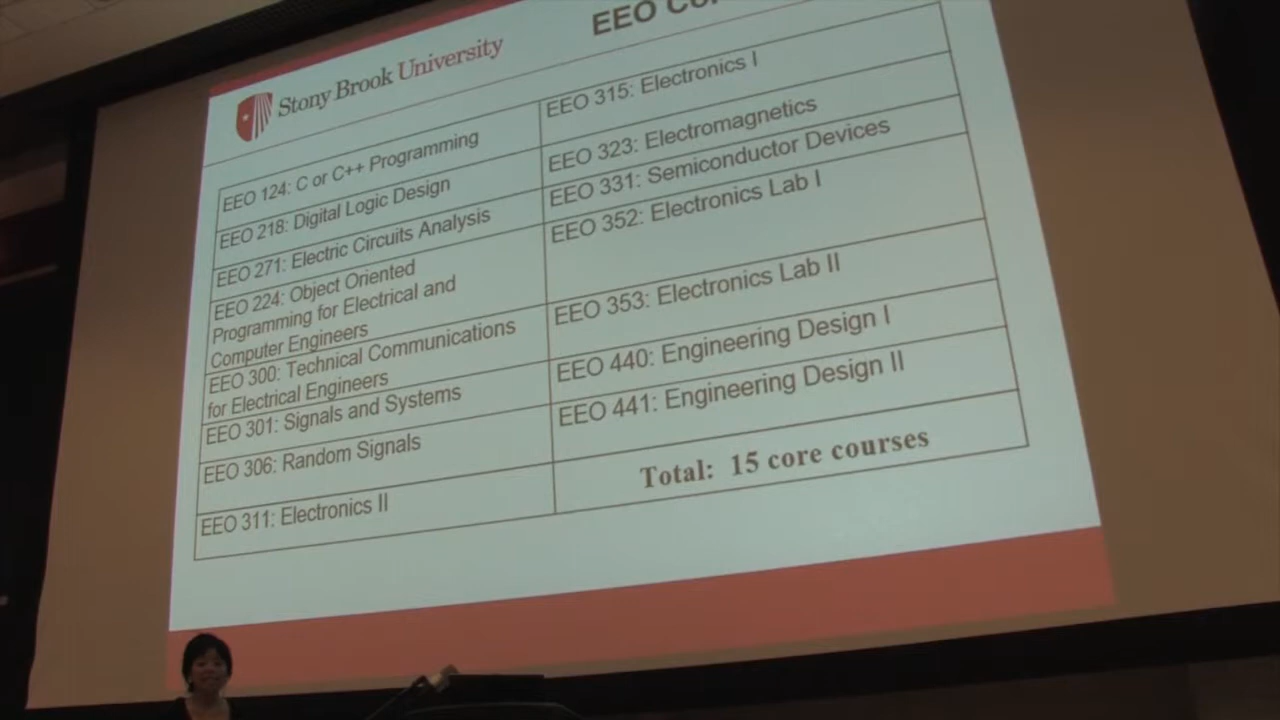 Stony Brook University
EEO
EEO 124: C or C++ Programming
EEO 218: Digital Logic Design
EEO 271: Electric Circuits Analysis
EEO 224: Object Oriented
Programming for Electrical and
Computer Engineers
EEO 300: Technical Communications
for Electrical Engineers
EEO 301: Signals and Systems
EEO 306: Random Signals
EEO 311: Electronics II
EEO 315: Electronics I
EEO 323: Electromagnetics
EEO 331: Semiconductor Devices
EEO 352: Electronics Lab I
EEO 353: Electronics Lab II
EEO 440: Engineering Design I
EEO 441: Engineering Design II
Total: 15 core courses